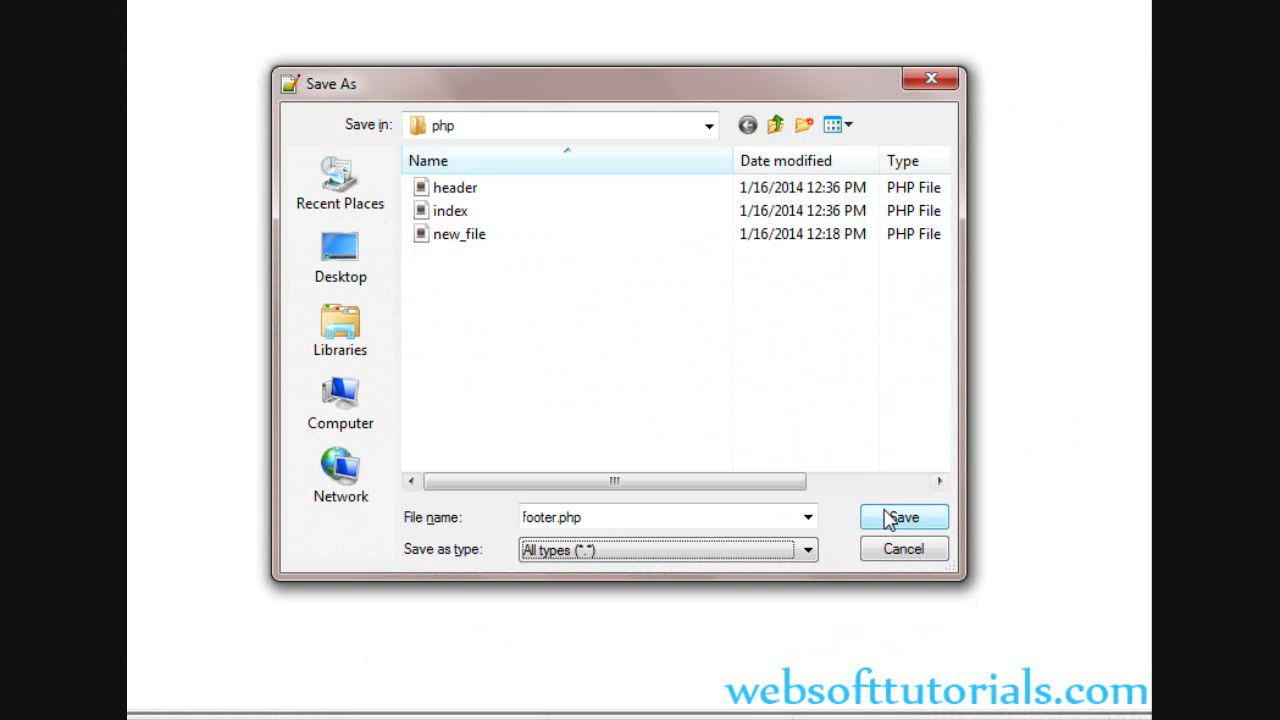 Save As
Save in: php
Name Date modified Type
header 1/16/2014 12:36 PM PHP File
index 1/16/2014 12:36 PM PHP File
new_file 1/16/2014 12:18 PM PHP File
Recent Places
Desktop
Libraries
Computer
Network
File name: footer.php Save
Save as type: All types (*.*) Cancel
websofttutorials.com